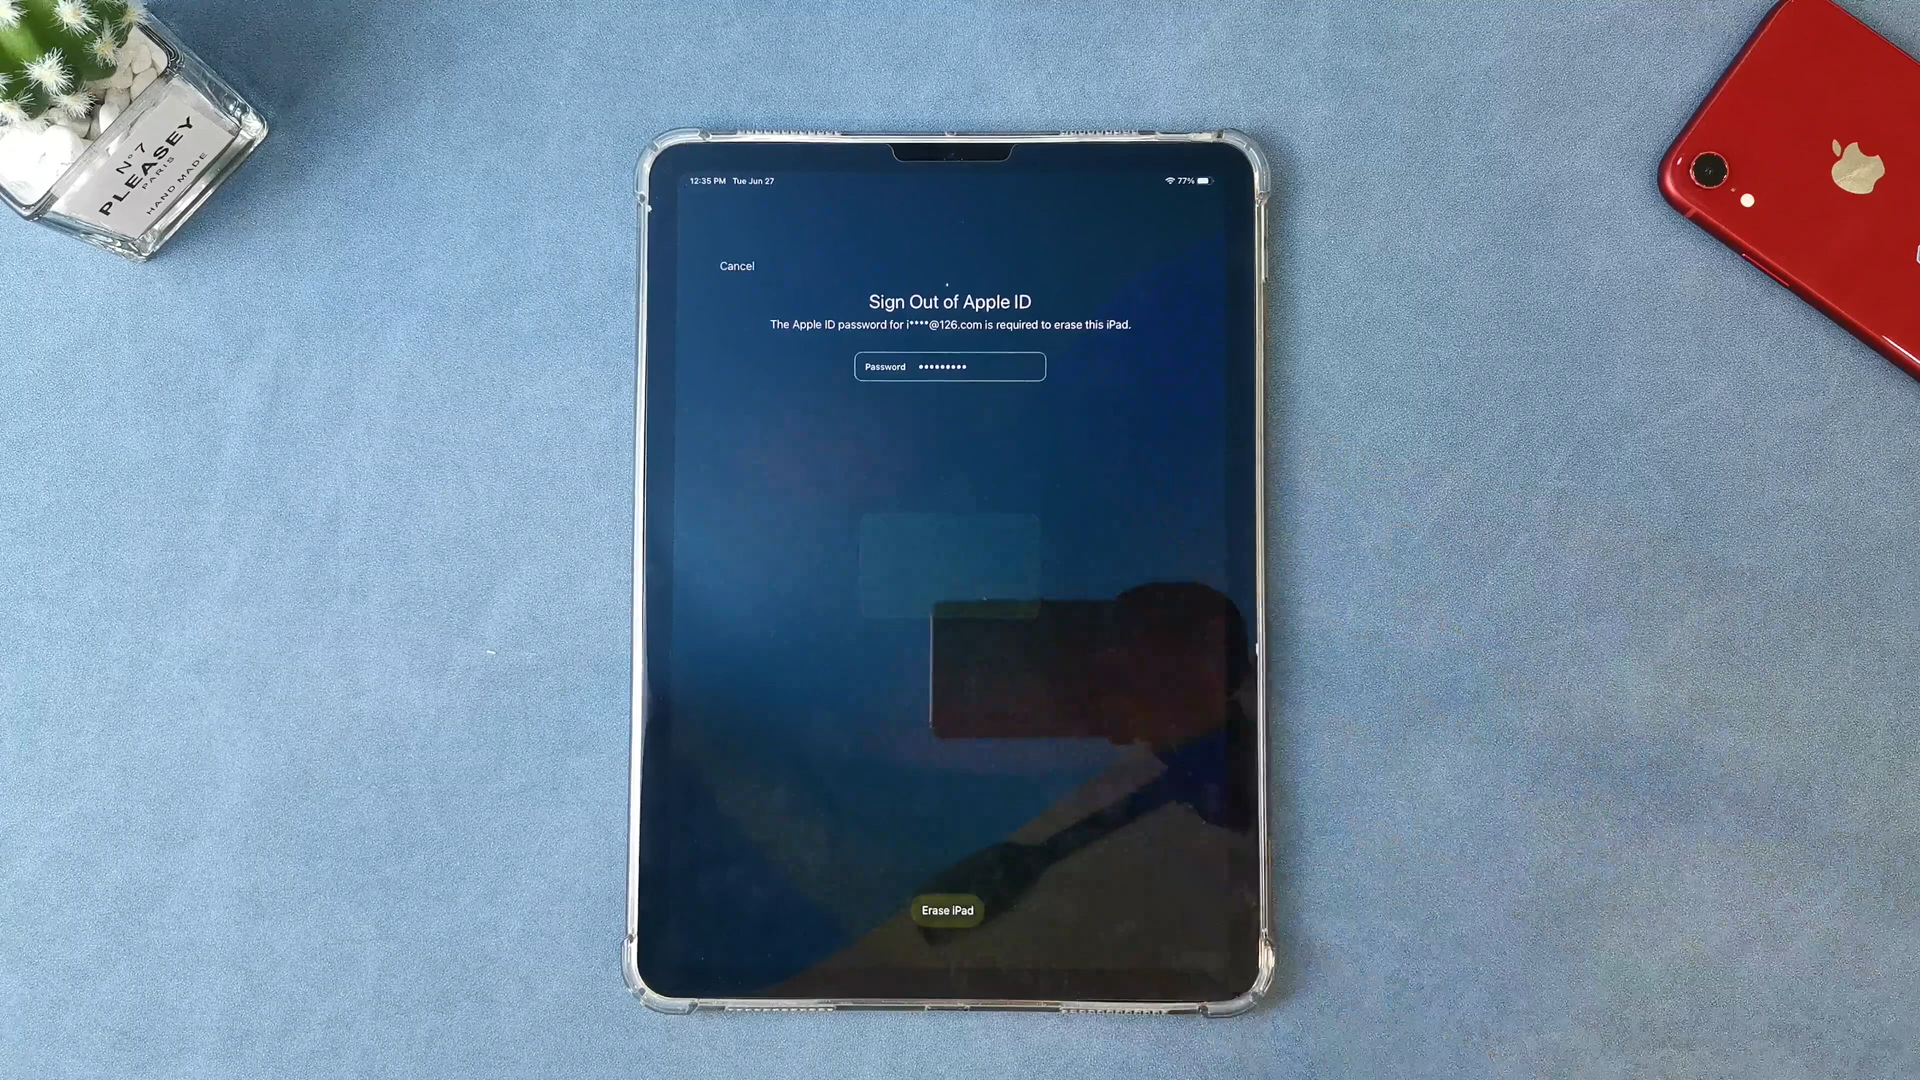 N°7
PLEASEY
PARIS
HAND MADE
12:35 PM Tue Jun 27
77%
Cancel
Sign Out of Apple ID
The Apple ID password for i****@126.com is required to erase this iPad.
Password •••••••••
Erase iPad